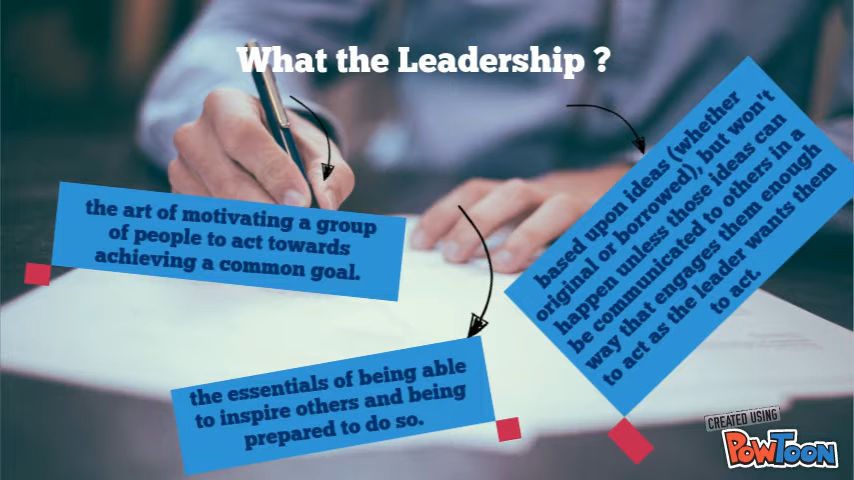 What the Leadership ?
the art of motivating a group
of people to act towards
achieving a common goal.
based upon ideas (whether
original or borrowed), but won't
happen unless those ideas can
be communicated to others in a
way that engages them enough
to act as the leader wants them
to act.
the essentials of being able
to inspire others and being
prepared to do so.
CREATED USING
PowToon